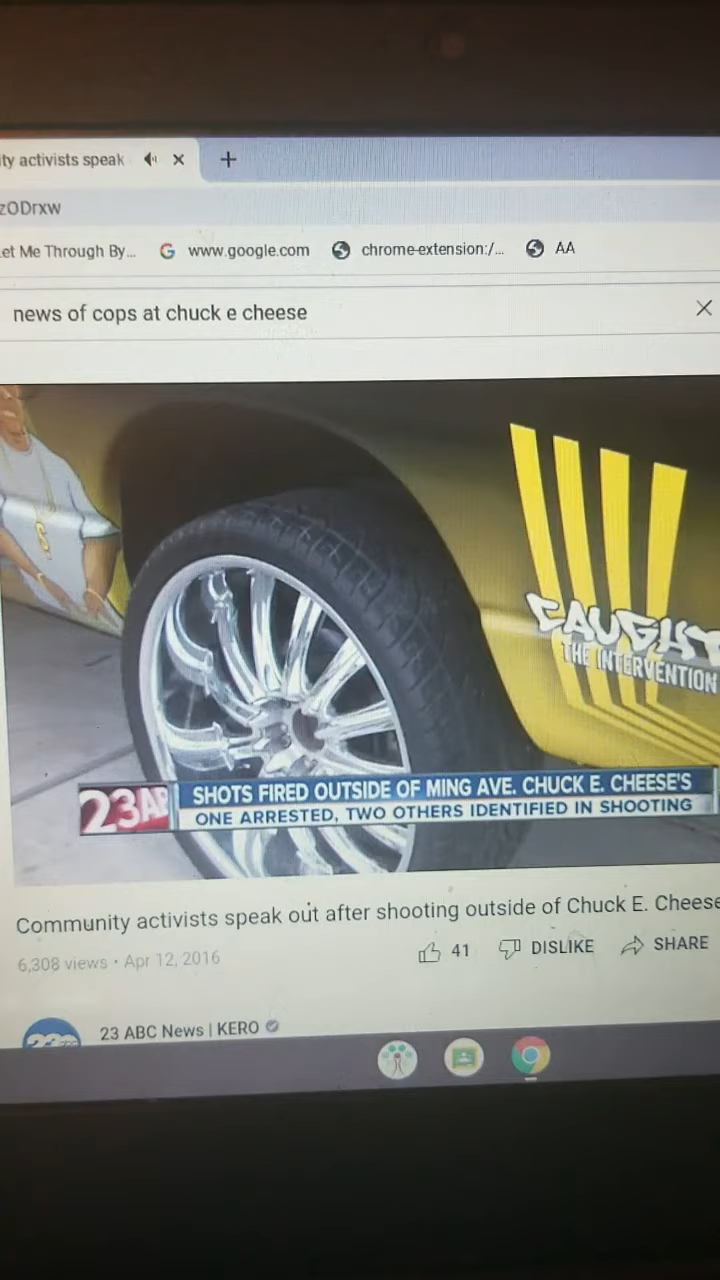 ity activists speak
zODrxw
et Me Through By...
www.google.com
chrome-extension:/...
AA
news of cops at chuck e cheese
CAUGHT
THE INTERVENTION
23
SHOTS FIRED OUTSIDE OF MING AVE. CHUCK E. CHEESE'S
ONE ARRESTED, TWO OTHERS IDENTIFIED IN SHOOTING
Community activists speak out after shooting outside of Chuck E. Cheese
6,308 views • Apr 12, 2016
41
DISLIKE
SHARE
23 ABC News | KERO